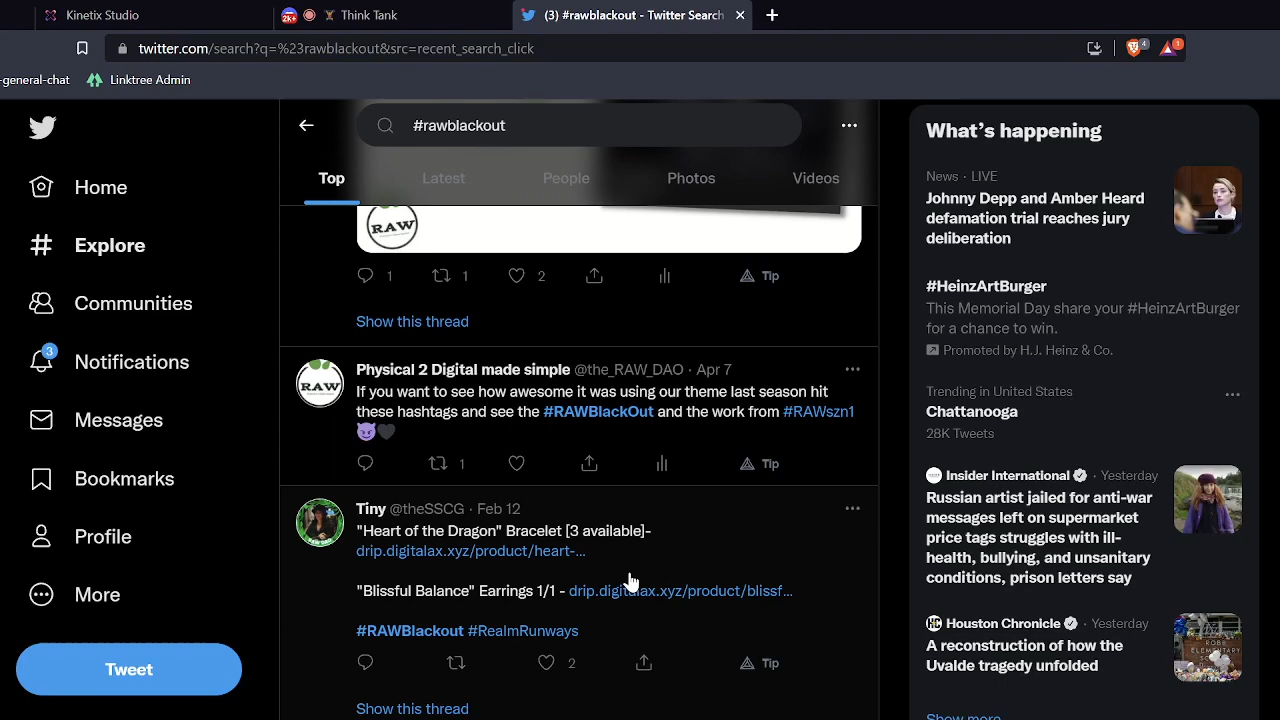 Kinetix Studio
2K+
Think Tank
(3) #rawblackout - Twitter Search
twitter.com/search?q=%23rawblackout&src=recent_search_click
4
1
-general-chat
Linktree Admin
Home
Explore
Communities
3
Notifications
Messages
Bookmarks
Profile
More
Tweet
#rawblackout
Top
Latest
People
Photos
Videos
RAW
1
1
2
Tip
Show this thread
RAW
Physical 2 Digital made simple @the_RAW_DAO · Apr 7
If you want to see how awesome it was using our theme last season hit
these hashtags and see the #RAWBlackOut and the work from #RAWszn1
😈🖤
1
Tip
Tiny @theSSCG · Feb 12
"Heart of the Dragon" Bracelet [3 available]-
drip.digitalax.xyz/product/heart-...
"Blissful Balance" Earrings 1/1 - drip.digitalax.xyz/product/blissf...
#RAWBlackout #RealmRunways
2
Tip
Show this thread
What's happening
News · LIVE
Johnny Depp and Amber Heard
defamation trial reaches jury
deliberation
#HeinzArtBurger
This Memorial Day share your #HeinzArtBurger
for a chance to win.
Promoted by H.J. Heinz & Co.
Trending in United States
Chattanooga
28K Tweets
Insider International · Yesterday
Russian artist jailed for anti-war
messages left on supermarket
price tags struggles with ill-
health, bullying, and unsanitary
conditions, prison letters say
Houston Chronicle · Yesterday
A reconstruction of how the
Uvalde tragedy unfolded
Show more